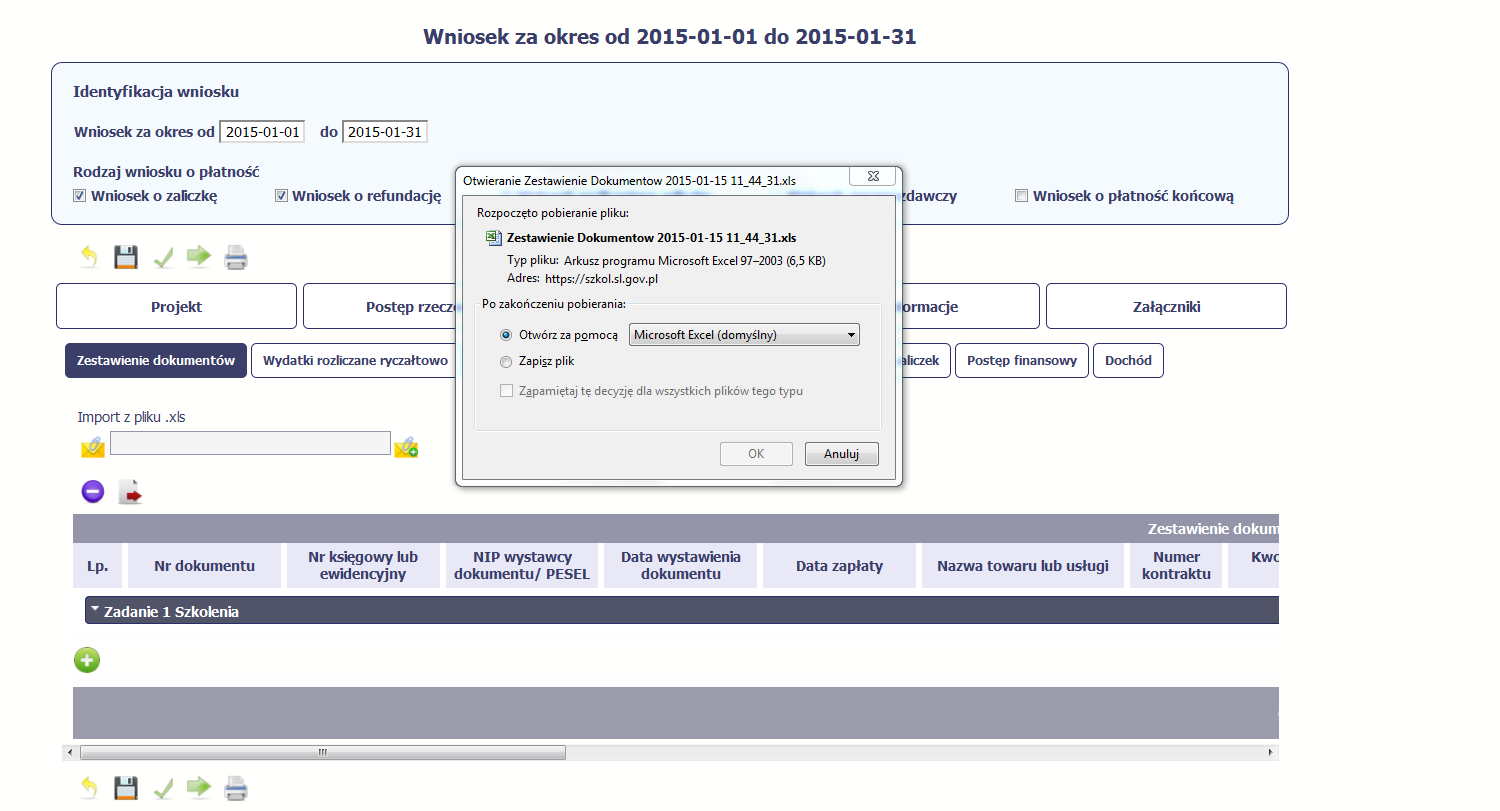 Wniosek za okres od 2015-01-01 do 2015-01-31
Identyfikacja wniosku
Wniosek za okres od 2015-01-01 do 2015-01-31
Rodzaj wniosku o płatność
Wniosek o zaliczkę Wniosek o refundację zdawczy Wniosek o płatność końcową
Otwieranie Zestawienie Dokumentow 2015-01-15 11_44_31.xls
Rozpoczęto pobieranie pliku:
Zestawienie Dokumentow 2015-01-15 11_44_31.xls
Typ pliku: Arkusz programu Microsoft Excel 97–2003 (6,5 KB)
Adres: https://szkol.sl.gov.pl
Po zakończeniu pobierania:
Otwórz za pomocą Microsoft Excel (domyślny)
Zapisz plik
Zapamiętaj tę decyzję dla wszystkich plików tego typu
OK Anuluj
Projekt Postęp rzecz ormacje Załączniki
Zestawienie dokumentów Wydatki rozliczane ryczałtowo aliczek Postęp finansowy Dochód
Import z pliku .xls
Zestawienie dokum
Lp. Nr dokumentu Nr księgowy lub ewidencyjny NIP wystawcy dokumentu/ PESEL Data wystawienia dokumentu Data zapłaty Nazwa towaru lub usługi Numer kontraktu Kwo
Zadanie 1 Szkolenia